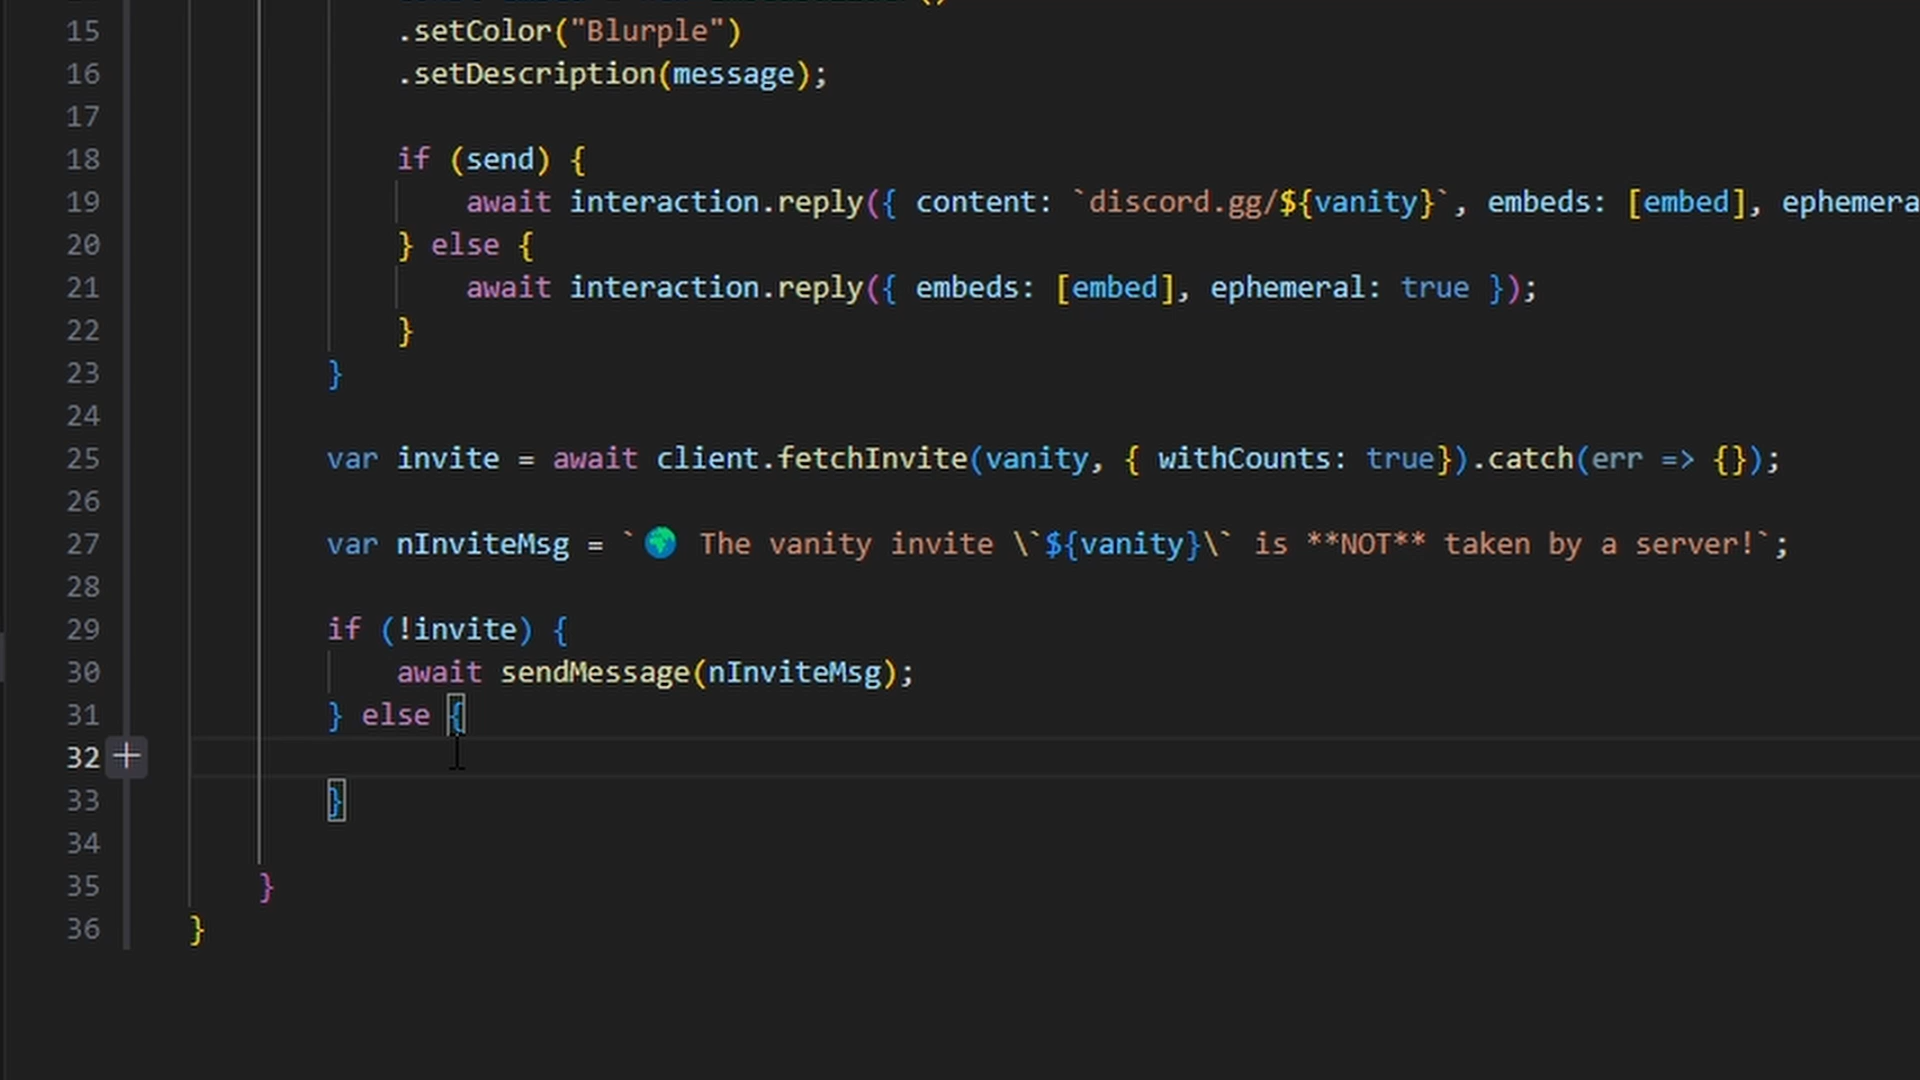 15 .setColor("Blurple")
16 .setDescription(message);
17
18 if (send) {
19 await interaction.reply({ content: `discord.gg/${vanity}`, embeds: [embed], ephemera
20 } else {
21 await interaction.reply({ embeds: [embed], ephemeral: true });
22 }
23 }
24
25 var invite = await client.fetchInvite(vanity, { withCounts: true}).catch(err => {});
26
27 var nInviteMsg = `🌍 The vanity invite \`${vanity}\` is **NOT** taken by a server!`;
28
29 if (!invite) {
30 await sendMessage(nInviteMsg);
31 } else {
32
33 }
34
35 }
36 }